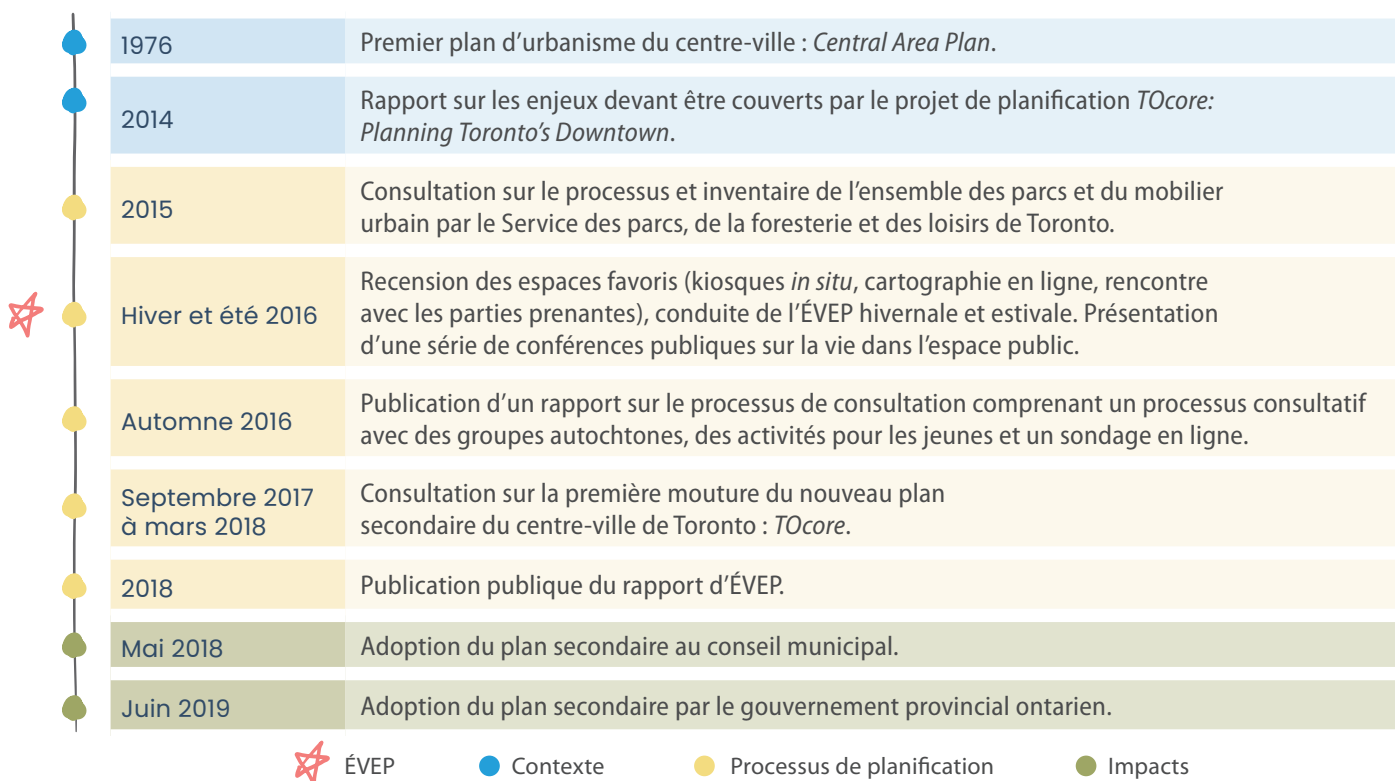 1976
Premier plan d’urbanisme du centre-ville : Central Area Plan.
2014
Rapport sur les enjeux devant être couverts par le projet de planification TOcore:
Planning Toronto’s Downtown.
2015
Consultation sur le processus et inventaire de l’ensemble des parcs et du mobilier
urbain par le Service des parcs, de la foresterie et des loisirs de Toronto.
Hiver et été 2016
Recension des espaces favoris (kiosques in situ, cartographie en ligne, rencontre
avec les parties prenantes), conduite de l’ÉVEP hivernale et estivale. Présentation
d’une série de conférences publiques sur la vie dans l’espace public.
Automne 2016
Publication d’un rapport sur le processus de consultation comprenant un processus consultatif
avec des groupes autochtones, des activités pour les jeunes et un sondage en ligne.
Septembre 2017
à mars 2018
Consultation sur la première mouture du nouveau plan
secondaire du centre-ville de Toronto : TOcore.
2018
Publication publique du rapport d’ÉVEP.
Mai 2018
Adoption du plan secondaire au conseil municipal.
Juin 2019
Adoption du plan secondaire par le gouvernement provincial ontarien.
ÉVEP
Contexte
Processus de planification
Impacts